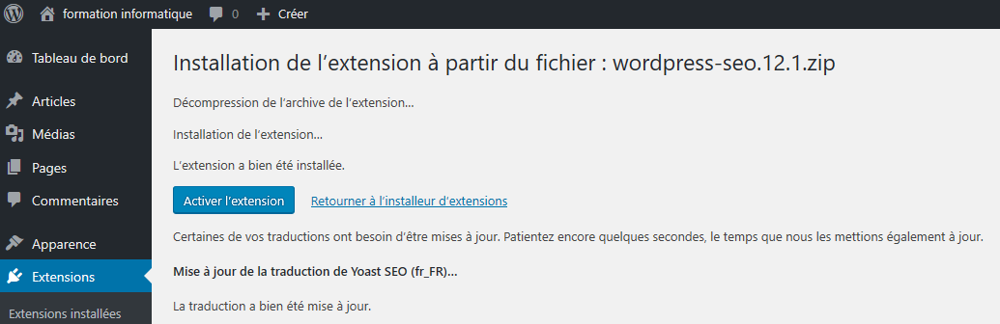 formation informatique 0 Créer
Tableau de bord
Articles
Médias
Pages
Commentaires
Apparence
Extensions
Extensions installées
Installation de l’extension à partir du fichier : wordpress-seo.12.1.zip
Décompression de l’archive de l’extension…
Installation de l’extension…
L’extension a bien été installée.
Activer l’extension Retourner à l’installeur d’extensions
Certaines de vos traductions ont besoin d’être mises à jour. Patientez encore quelques secondes, le temps que nous les mettions également à jour.
Mise à jour de la traduction de Yoast SEO (fr_FR)…
La traduction a bien été mise à jour.